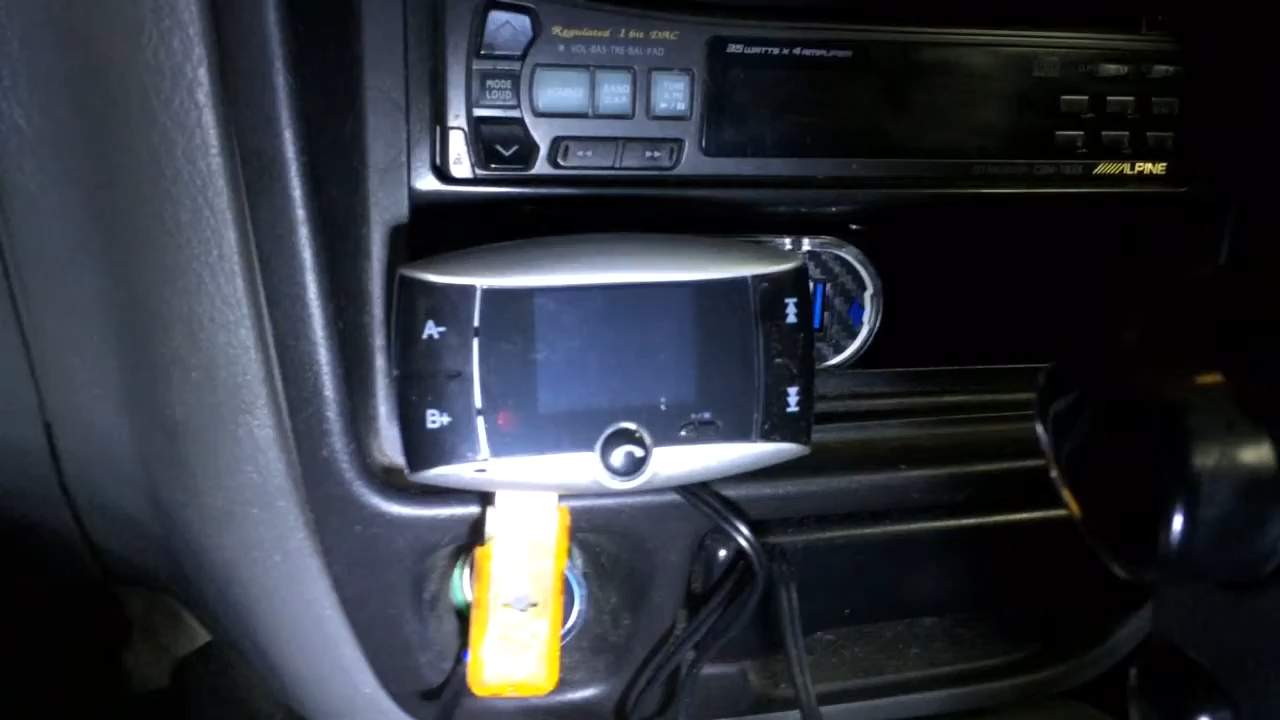 Regulated 1 bit DAC
VOL-BAS-TRE-BAL-FAD
35 WATTS × 4 AMPLIFIER
MODE
LOUD
SOURCE
BAND
TUNE
ALPINE
A-
B+